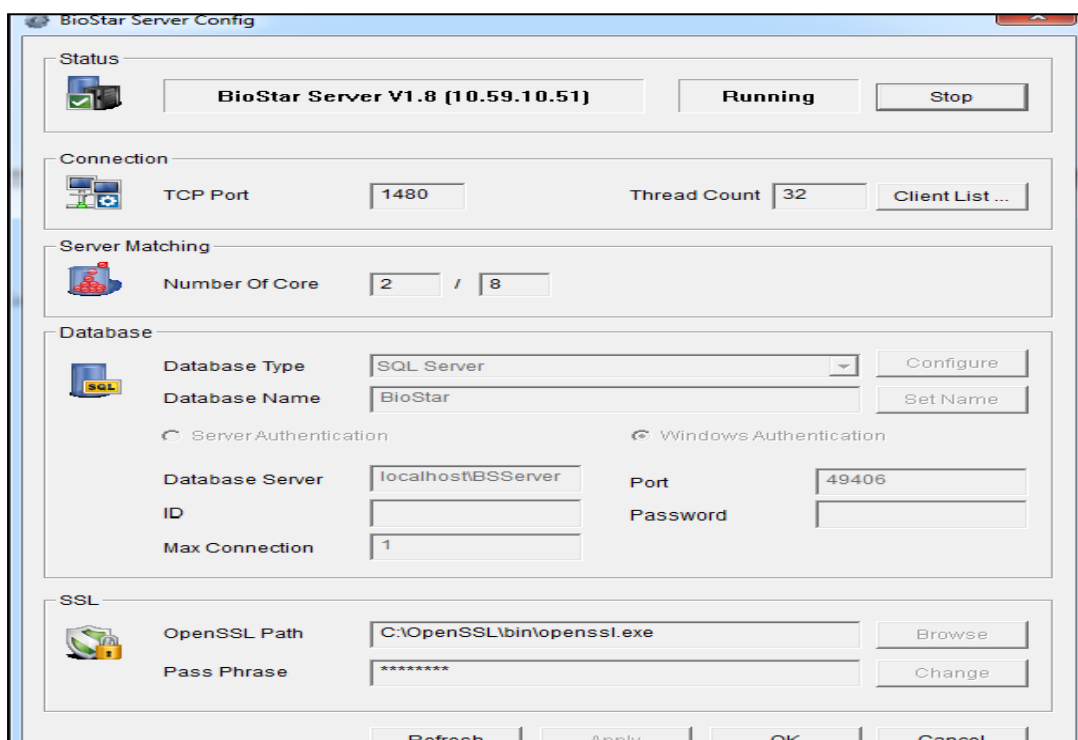 BioStar Server Config
Status
BioStar Server V1.8 (10.59.10.51) Running Stop
Connection
TCP Port 1480 Thread Count 32 Client List ...
Server Matching
Number Of Core 2 / 8
Database
Database Type SQL Server Configure
SQL
Database Name BioStar Set Name
Server Authentication Windows Authentication
Database Server localhost\BSServer Port 49406
ID Password
Max Connection 1
SSL
OpenSSL Path C:\OpenSSL\bin\openssl.exe Browse
Pass Phrase ******** Change
Refresh Apply OK Cancel